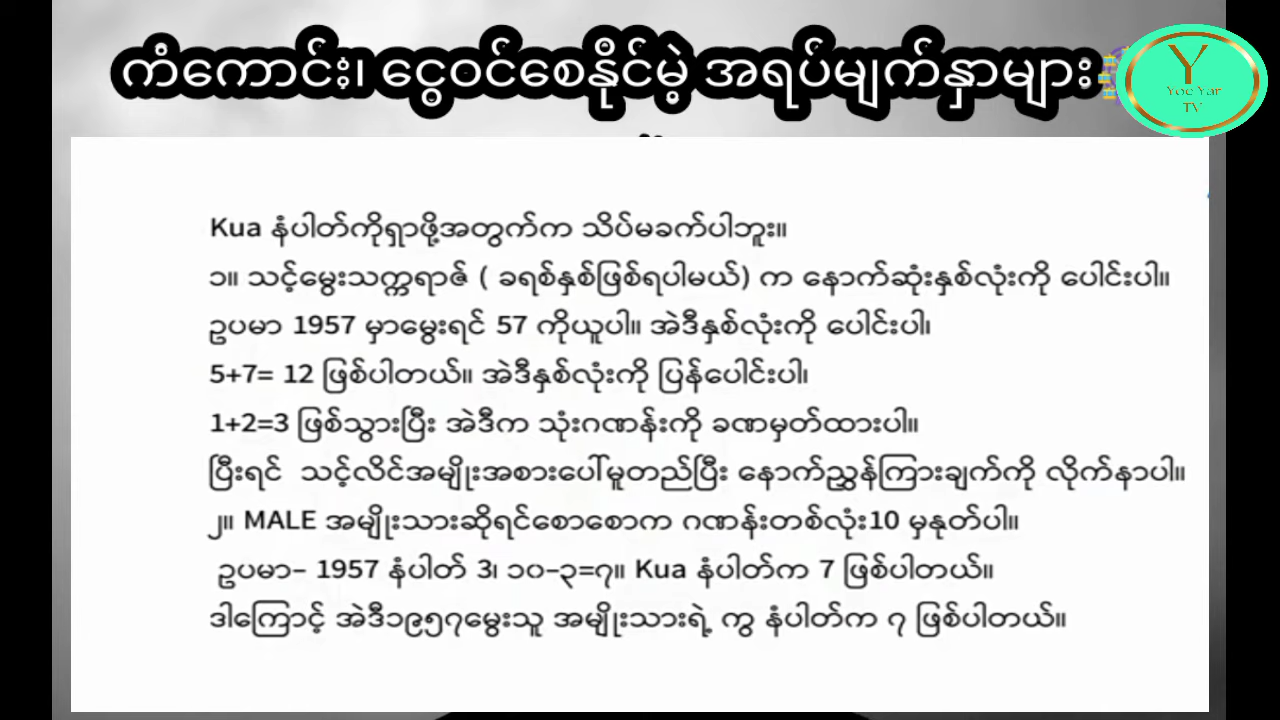 ကံကောင်း၊ ငွေဝင်စေနိုင်မဲ့ အရပ်မျက်နှာများ
Y
Yoe Yar
TV
Kua နံပါတ်ကိုရှာဖို့အတွက်က သိပ်မခက်ပါဘူး။
၁။ သင့်မွေးသက္ကရာဇ် ( ခရစ်နှစ်ဖြစ်ရပါမယ်) က နောက်ဆုံးနှစ်လုံးကို ပေါင်းပါ။
ဥပမာ 1957 မှာမွေးရင် 57 ကိုယူပါ။ အဲဒီနှစ်လုံးကို ပေါင်းပါ၊
5+7= 12 ဖြစ်ပါတယ်။ အဲဒီနှစ်လုံးကို ပြန်ပေါင်းပါ၊
1+2=3 ဖြစ်သွားပြီး အဲဒီက သုံးဂဏန်းကို ခဏမှတ်ထားပါ။
ပြီးရင် သင့်လိင်အမျိုးအစားပေါ်မူတည်ပြီး နောက်ညွှန်ကြားချက်ကို လိုက်နာပါ။
၂။ MALE အမျိုးသားဆိုရင်စောစောက ဂဏန်းတစ်လုံး10 မှနုတ်ပါ။
ဥပမာ– 1957 နံပါတ် 3၊ ၁၀–၃=၇။ Kua နံပါတ်က 7 ဖြစ်ပါတယ်။
ဒါကြောင့် အဲဒီ၁၉၅၇မွေးသူ အမျိုးသားရဲ့ ကွ နံပါတ်က ၇ ဖြစ်ပါတယ်။